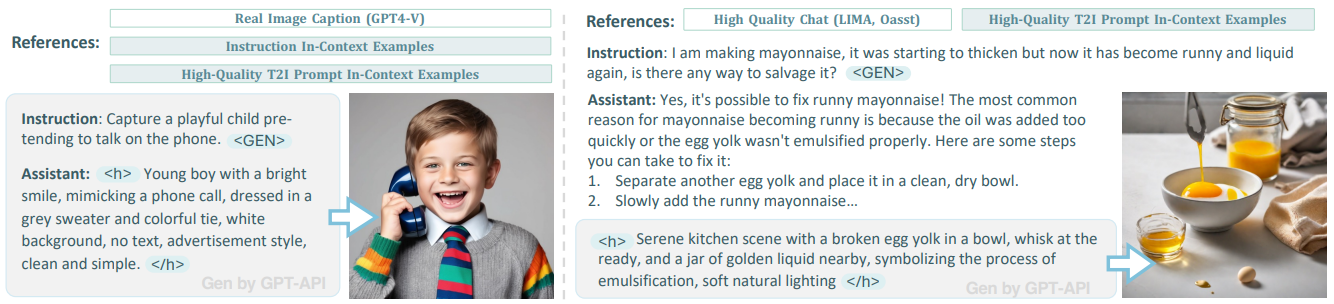 References:
Real Image Caption (GPT4-V)
Instruction In-Context Examples
High-Quality T2I Prompt In-Context Examples
Instruction: Capture a playful child pre-
tending to talk on the phone. <GEN>
Assistant: <h> Young boy with a bright
smile, mimicking a phone call, dressed in a
grey sweater and colorful tie, white
background, no text, advertisement style,
clean and simple. </h>
Gen by GPT-API
References:
High Quality Chat (LIMA, Oasst)
High-Quality T2I Prompt In-Context Examples
Instruction: I am making mayonnaise, it was starting to thicken but now it has become runny and liquid
again, is there any way to salvage it? <GEN>
Assistant: Yes, it's possible to fix runny mayonnaise! The most common
reason for mayonnaise becoming runny is because the oil was added too
quickly or the egg yolk wasn't emulsified properly. Here are some steps
you can take to fix it:
1. Separate another egg yolk and place it in a clean, dry bowl.
2. Slowly add the runny mayonnaise...
<h> Serene kitchen scene with a broken egg yolk in a bowl, whisk at the
ready, and a jar of golden liquid nearby, symbolizing the process of
emulsification, soft natural lighting </h>
Gen by GPT-API